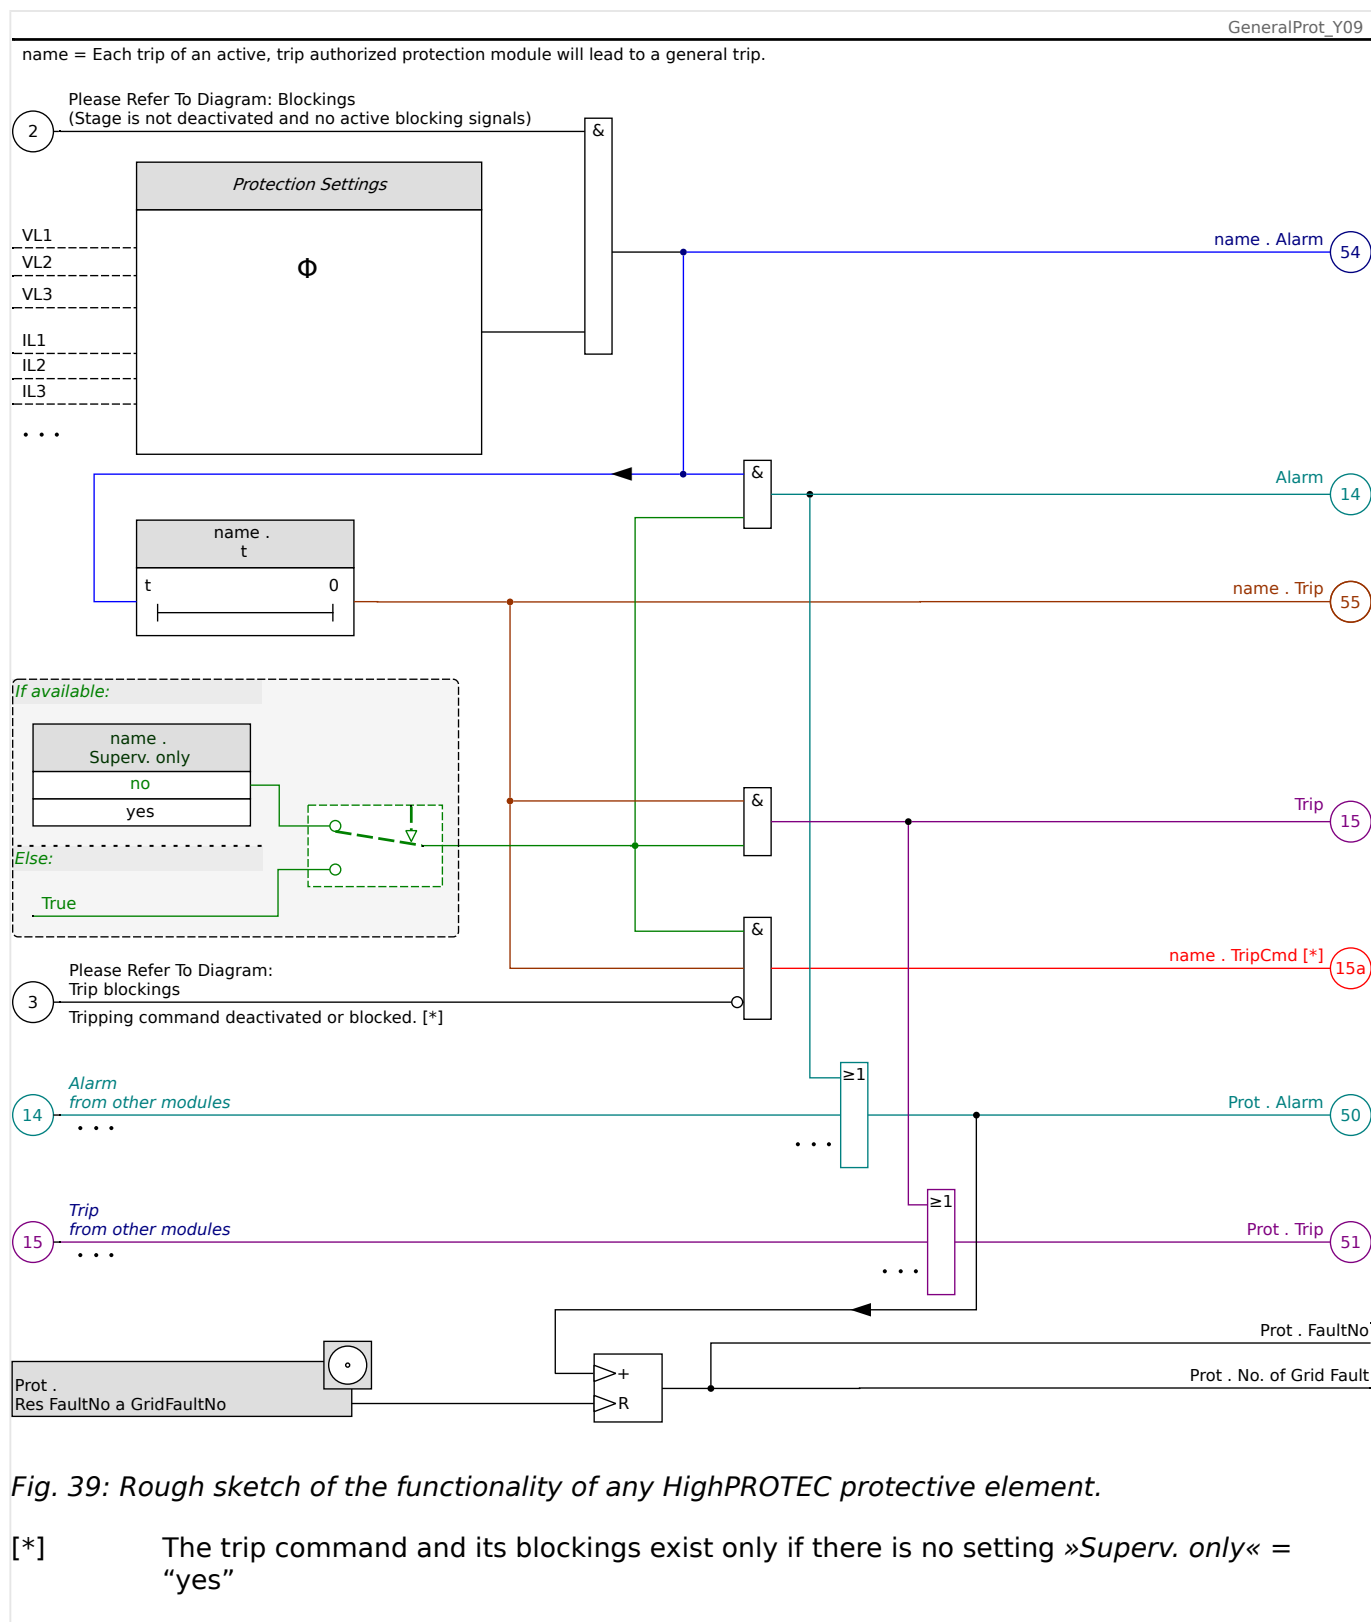 GeneralProt_Y09
name = Each trip of an active, trip authorized protection module will lead to a general trip.
Please Refer To Diagram: Blockings
(Stage is not deactivated and no active blocking signals)
2
&
Protection Settings
VL1
VL2
VL3
Φ
name . Alarm
54
IL1
IL2
IL3
. . .
&
Alarm
14
name .
t
t
0
name . Trip
55
If available:
name .
Superv. only
no
yes
Else:
True
&
Trip
15
&
name . TripCmd [*]
15a
Please Refer To Diagram:
Trip blockings
3
Tripping command deactivated or blocked. [*]
Alarm
from other modules
14
. . .
≥1
. . .
Prot . Alarm
50
Trip
from other modules
15
. . .
≥1
. . .
Prot . Trip
51
Prot . FaultNo
Prot . No. of Grid Fault
Prot .
Res FaultNo a GridFaultNo
+
R
Fig. 39: Rough sketch of the functionality of any HighPROTEC protective element.
[*] The trip command and its blockings exist only if there is no setting »Superv. only« =
“yes”